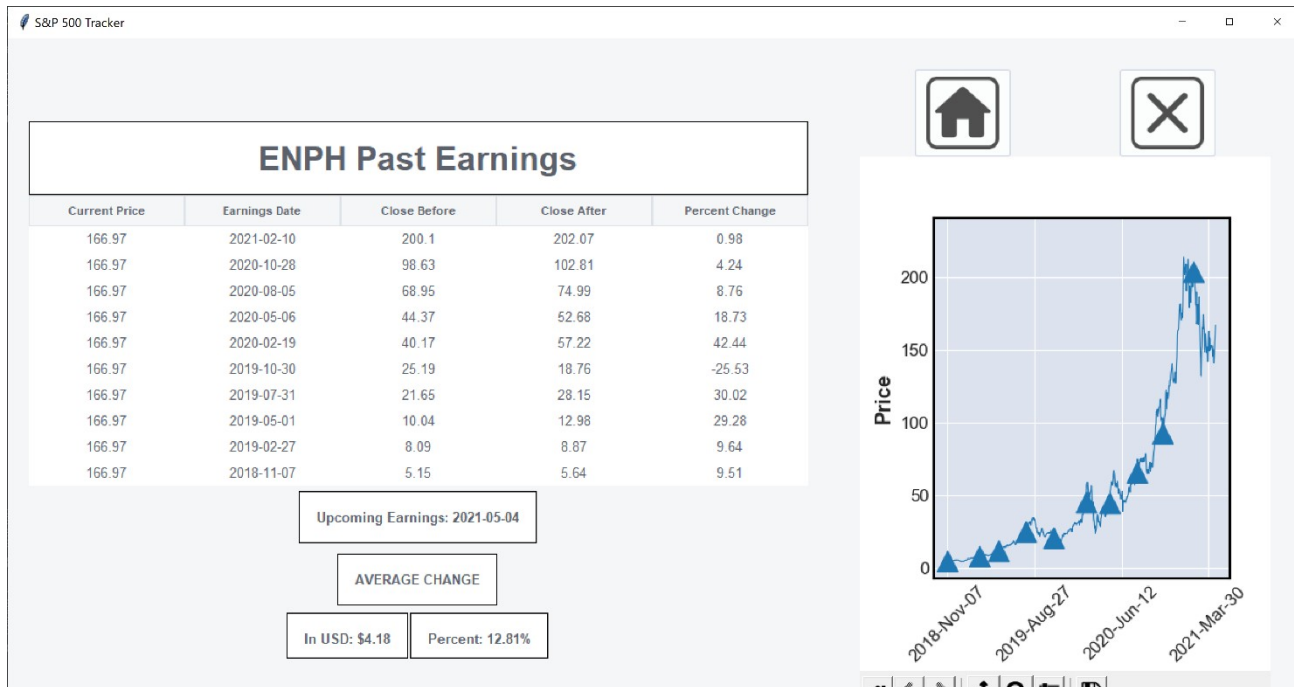 S&P 500 Tracker
ENPH Past Earnings
Current Price Earnings Date Close Before Close After Percent Change
166.97 2021-02-10 200.1 202.07 0.98
166.97 2020-10-28 98.63 102.81 4.24
166.97 2020-08-05 68.95 74.99 8.76
166.97 2020-05-06 44.37 52.68 18.73
166.97 2020-02-19 40.17 57.22 42.44
166.97 2019-10-30 25.19 18.76 -25.53
166.97 2019-07-31 21.65 28.15 30.02
166.97 2019-05-01 10.04 12.98 29.28
166.97 2019-02-27 8.09 8.87 9.64
166.97 2018-11-07 5.15 5.64 9.51
Upcoming Earnings: 2021-05-04
AVERAGE CHANGE
In USD: $4.18 Percent: 12.81%
Price
200
150
100
50
0
2018-Nov-07 2019-Aug-27 2020-Jun-12 2021-Mar-30